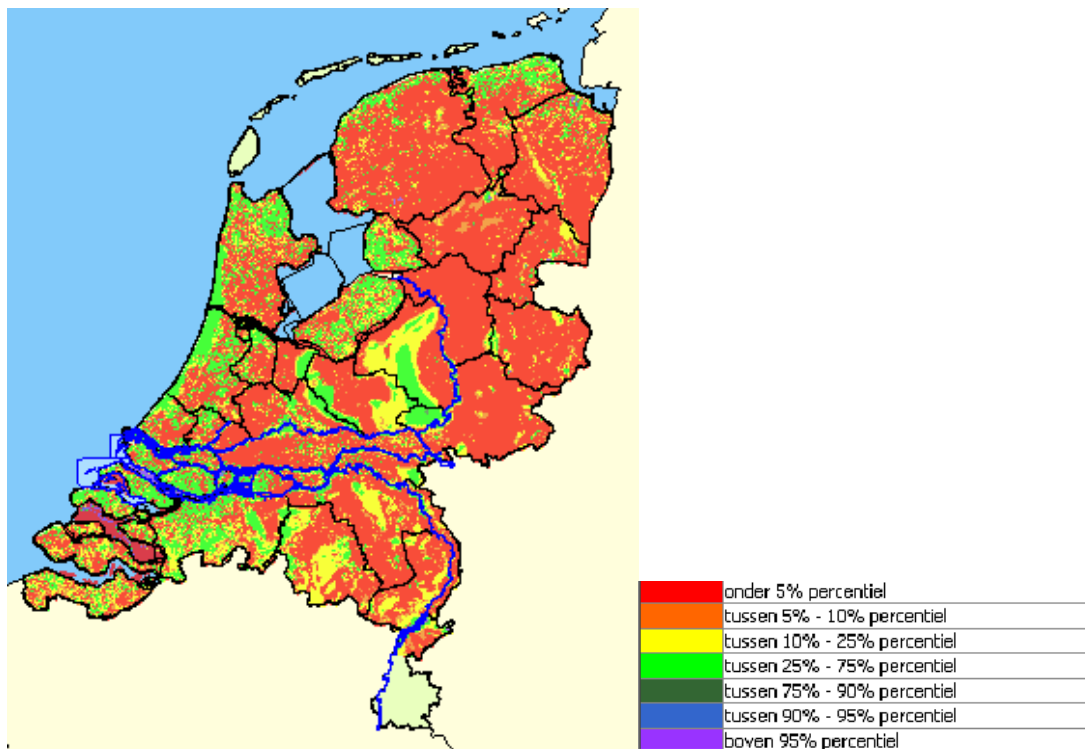 onder 5% percentiel
tussen 5% - 10% percentiel
tussen 10% - 25% percentiel
tussen 25% - 75% percentiel
tussen 75% - 90% percentiel
tussen 90% - 95% percentiel
boven 95% percentiel